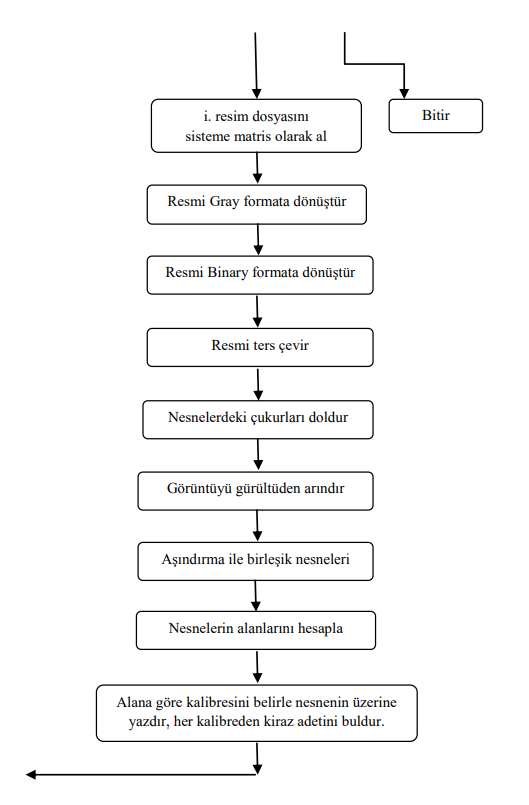 i. resim dosyasını
sisteme matris olarak al
Bitir
Resmi Gray formata dönüştür
Resmi Binary formata dönüştür
Resmi ters çevir
Nesnelerdeki çukurları doldur
Görüntüyü gürültüden arındır
Aşındırma ile birleşik nesneleri
Nesnelerin alanlarını hesapla
Alana göre kalibresini belirle nesnenin üzerine
yazdır, her kalibreden kiraz adetini buldur.